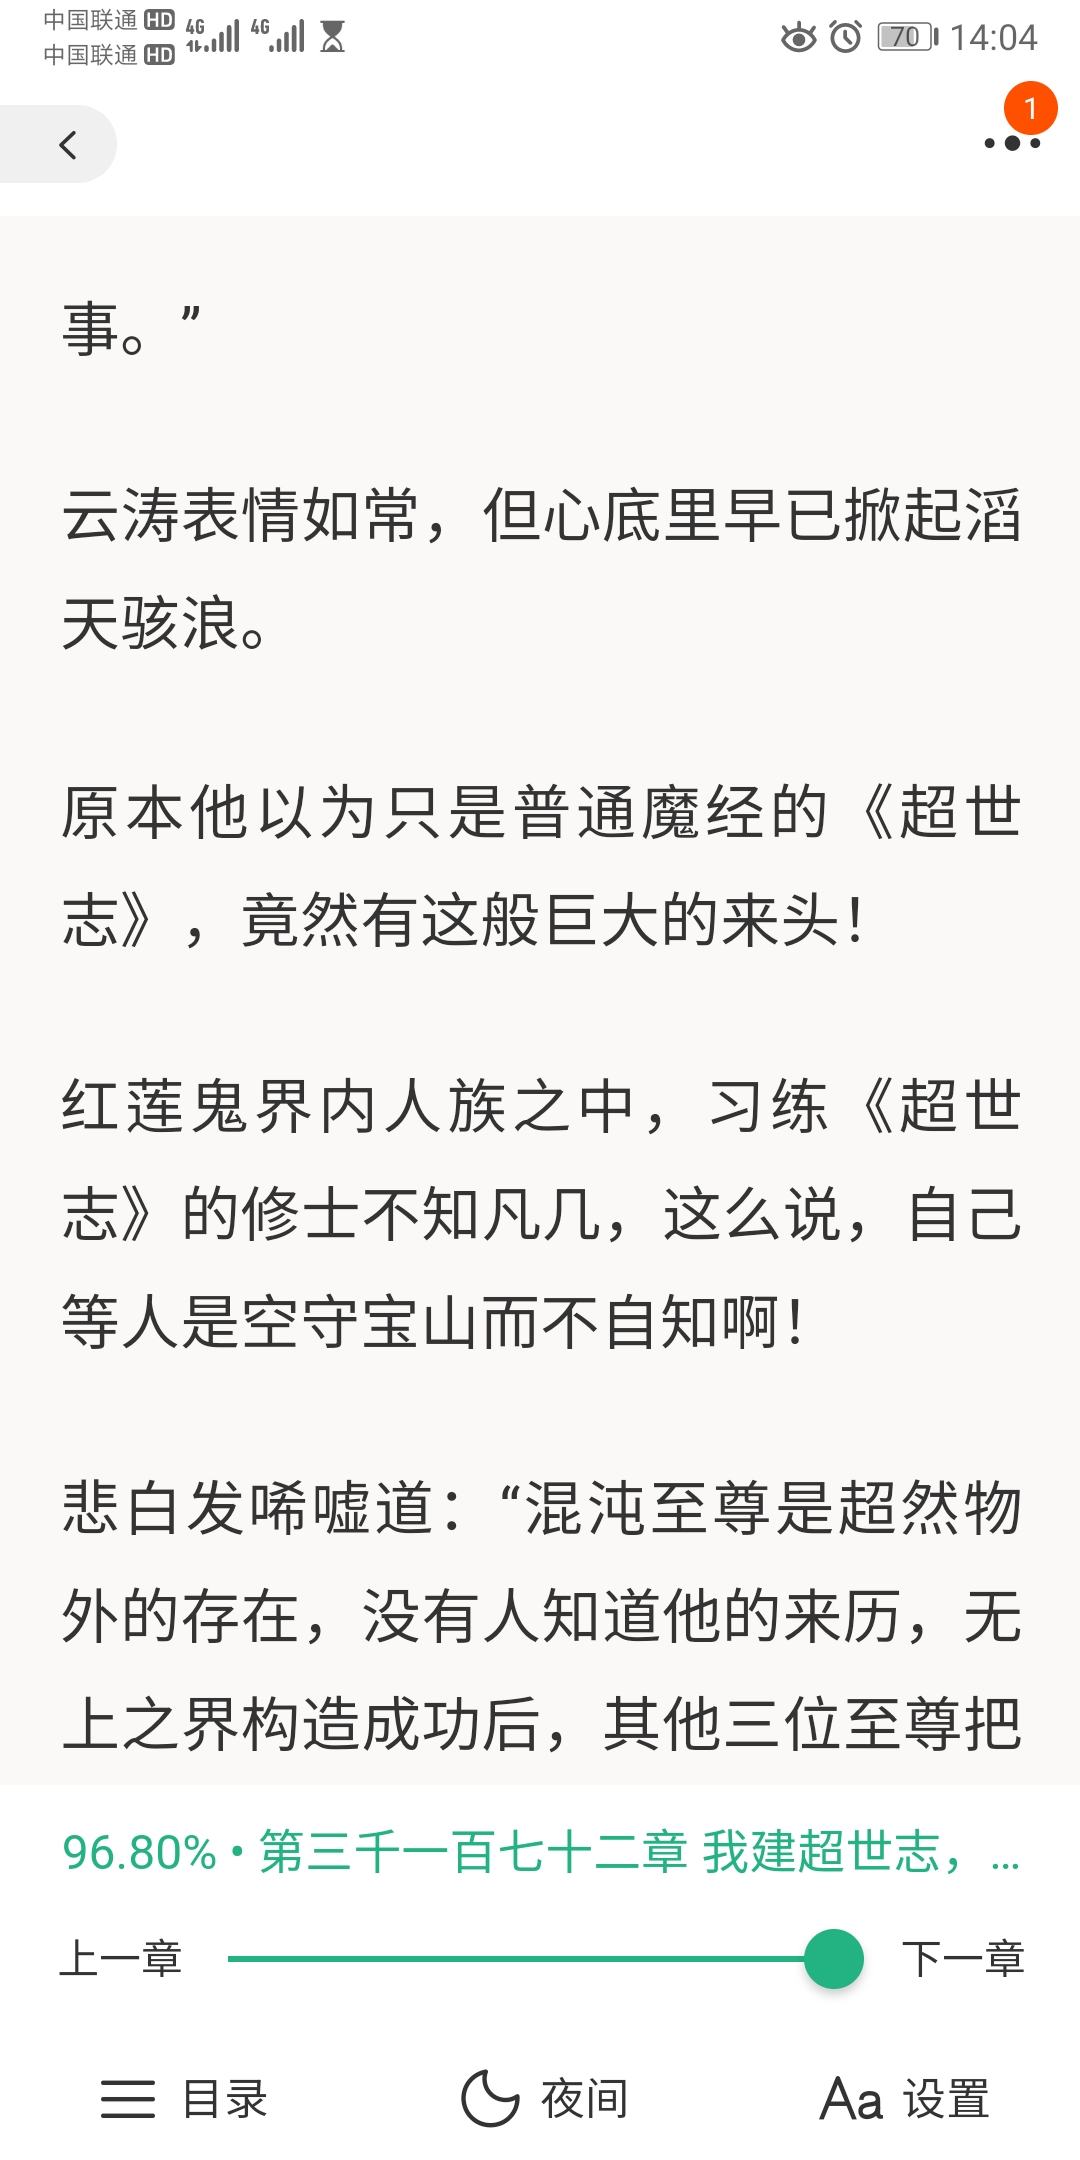 中国联通 HD 4G 4G 70 14:04
中国联通 HD
1
事。”
云涛表情如常，但心底里早已掀起滔
天骇浪。
原本他以为只是普通魔经的《超世
志》，竟然有这般巨大的来头！
红莲鬼界内人族之中，习练《超世
志》的修士不知凡几，这么说，自己
等人是空守宝山而不自知啊！
悲白发唏嘘道：“混沌至尊是超然物
外的存在，没有人知道他的来历，无
上之界构造成功后，其他三位至尊把
96.80% • 第三千一百七十二章 我建超世志，...
上一章 下一章
目录 夜间 Aa 设置